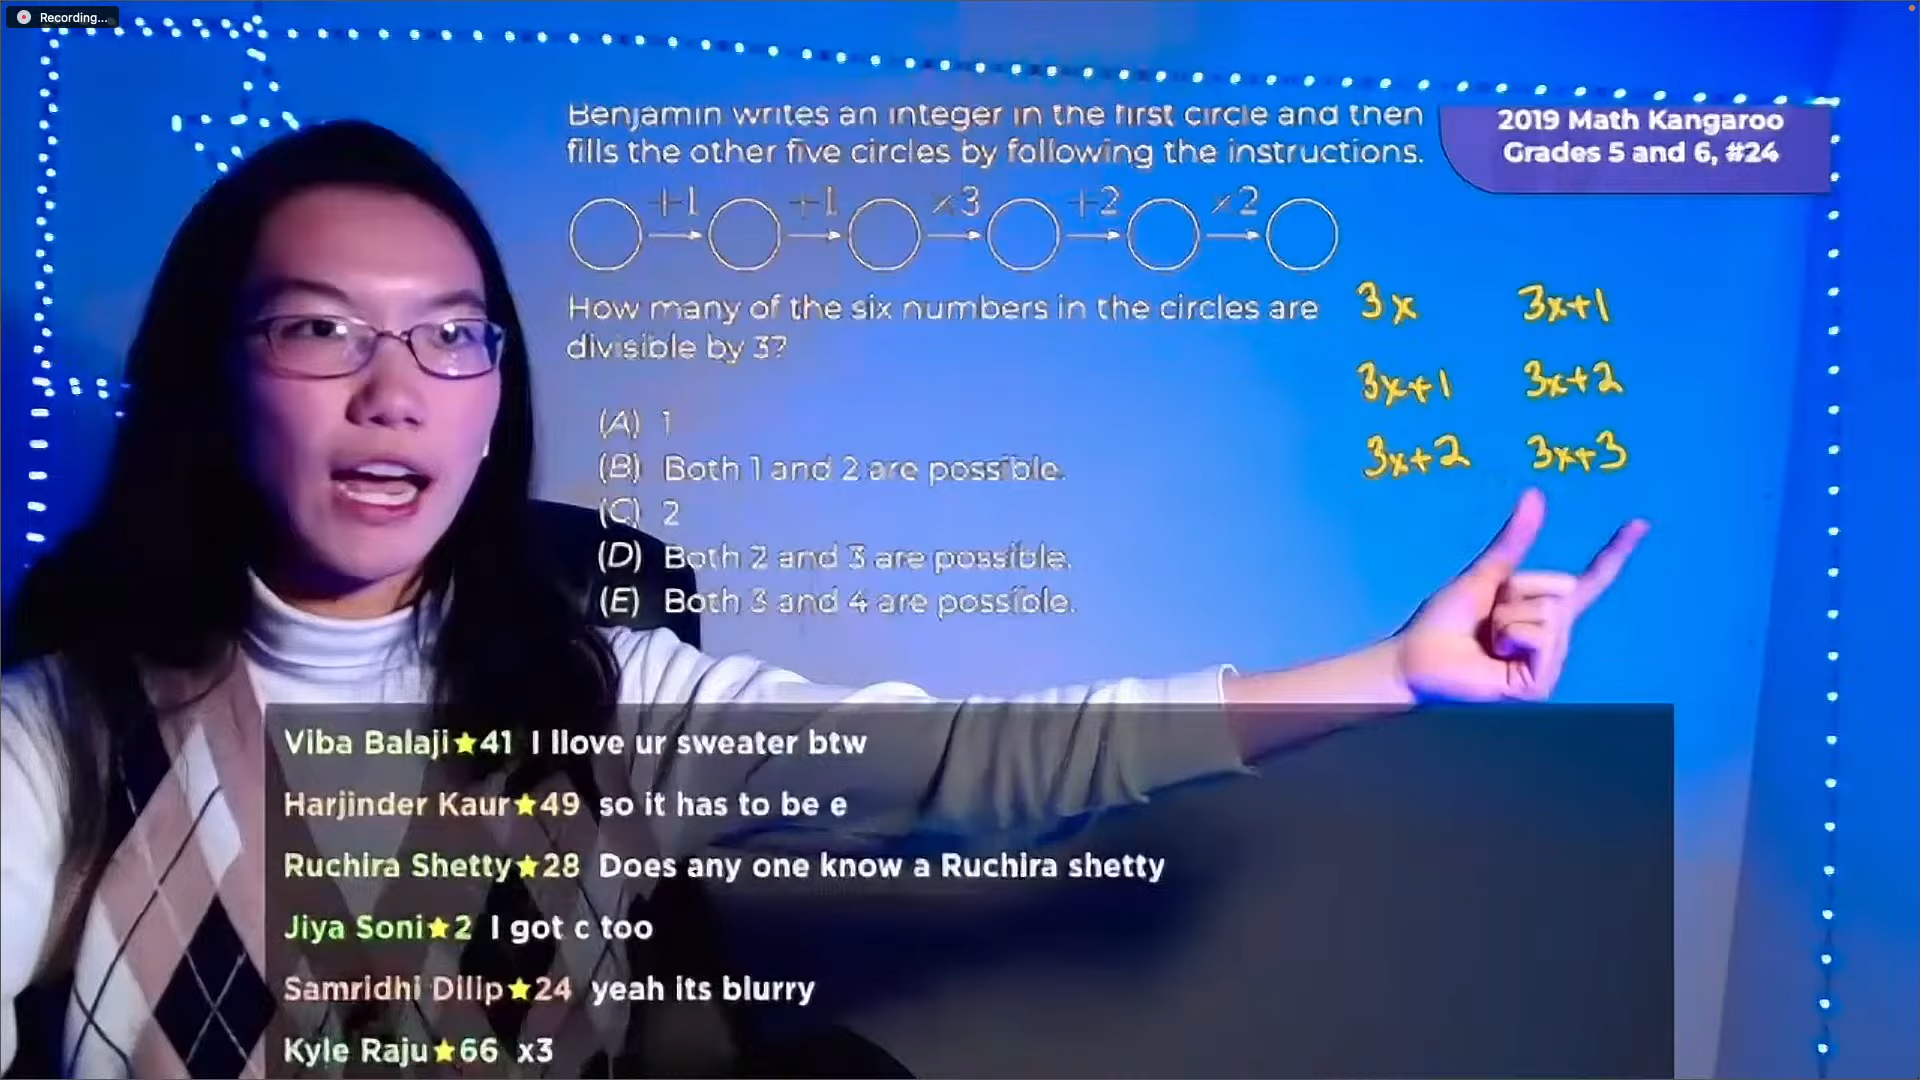 Recording...
Benjamin writes an integer in the first circle and then
fills the other five circles by following the instructions.
2019 Math Kangaroo
Grades 5 and 6, #24
+1 +1 ×3 +2 ×2
How many of the six numbers in the circles are
divisible by 3?
(A) 1
(B) Both 1 and 2 are possible.
(C) 2
(D) Both 2 and 3 are possible.
(E) Both 3 and 4 are possible.
3x 3x+1
3x+1 3x+2
3x+2 3x+3
Viba Balaji★41 I llove ur sweater btw
Harjinder Kaur★49 so it has to be e
Ruchira Shetty★28 Does any one know a Ruchira shetty
Jiya Soni★2 I got c too
Samridhi Dilip★24 yeah its blurry
Kyle Raju★66 x3